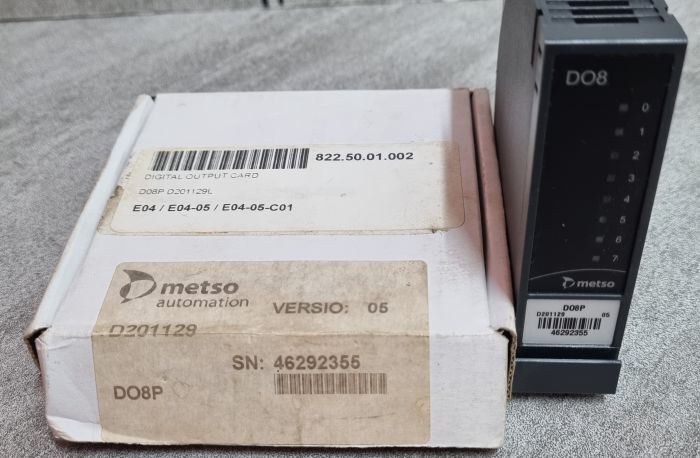 822.50.01.002
DIGITAL OUTPUT CARD
DO8P D201129L
E04 / E04-05 / E04-05-C01
metso
automation
VERSIO: 05
D201129
SN: 46292355
DO8P
DO8
0
1
2
3
4
5
6
7
metso
DO8P
D201129 05
46292355